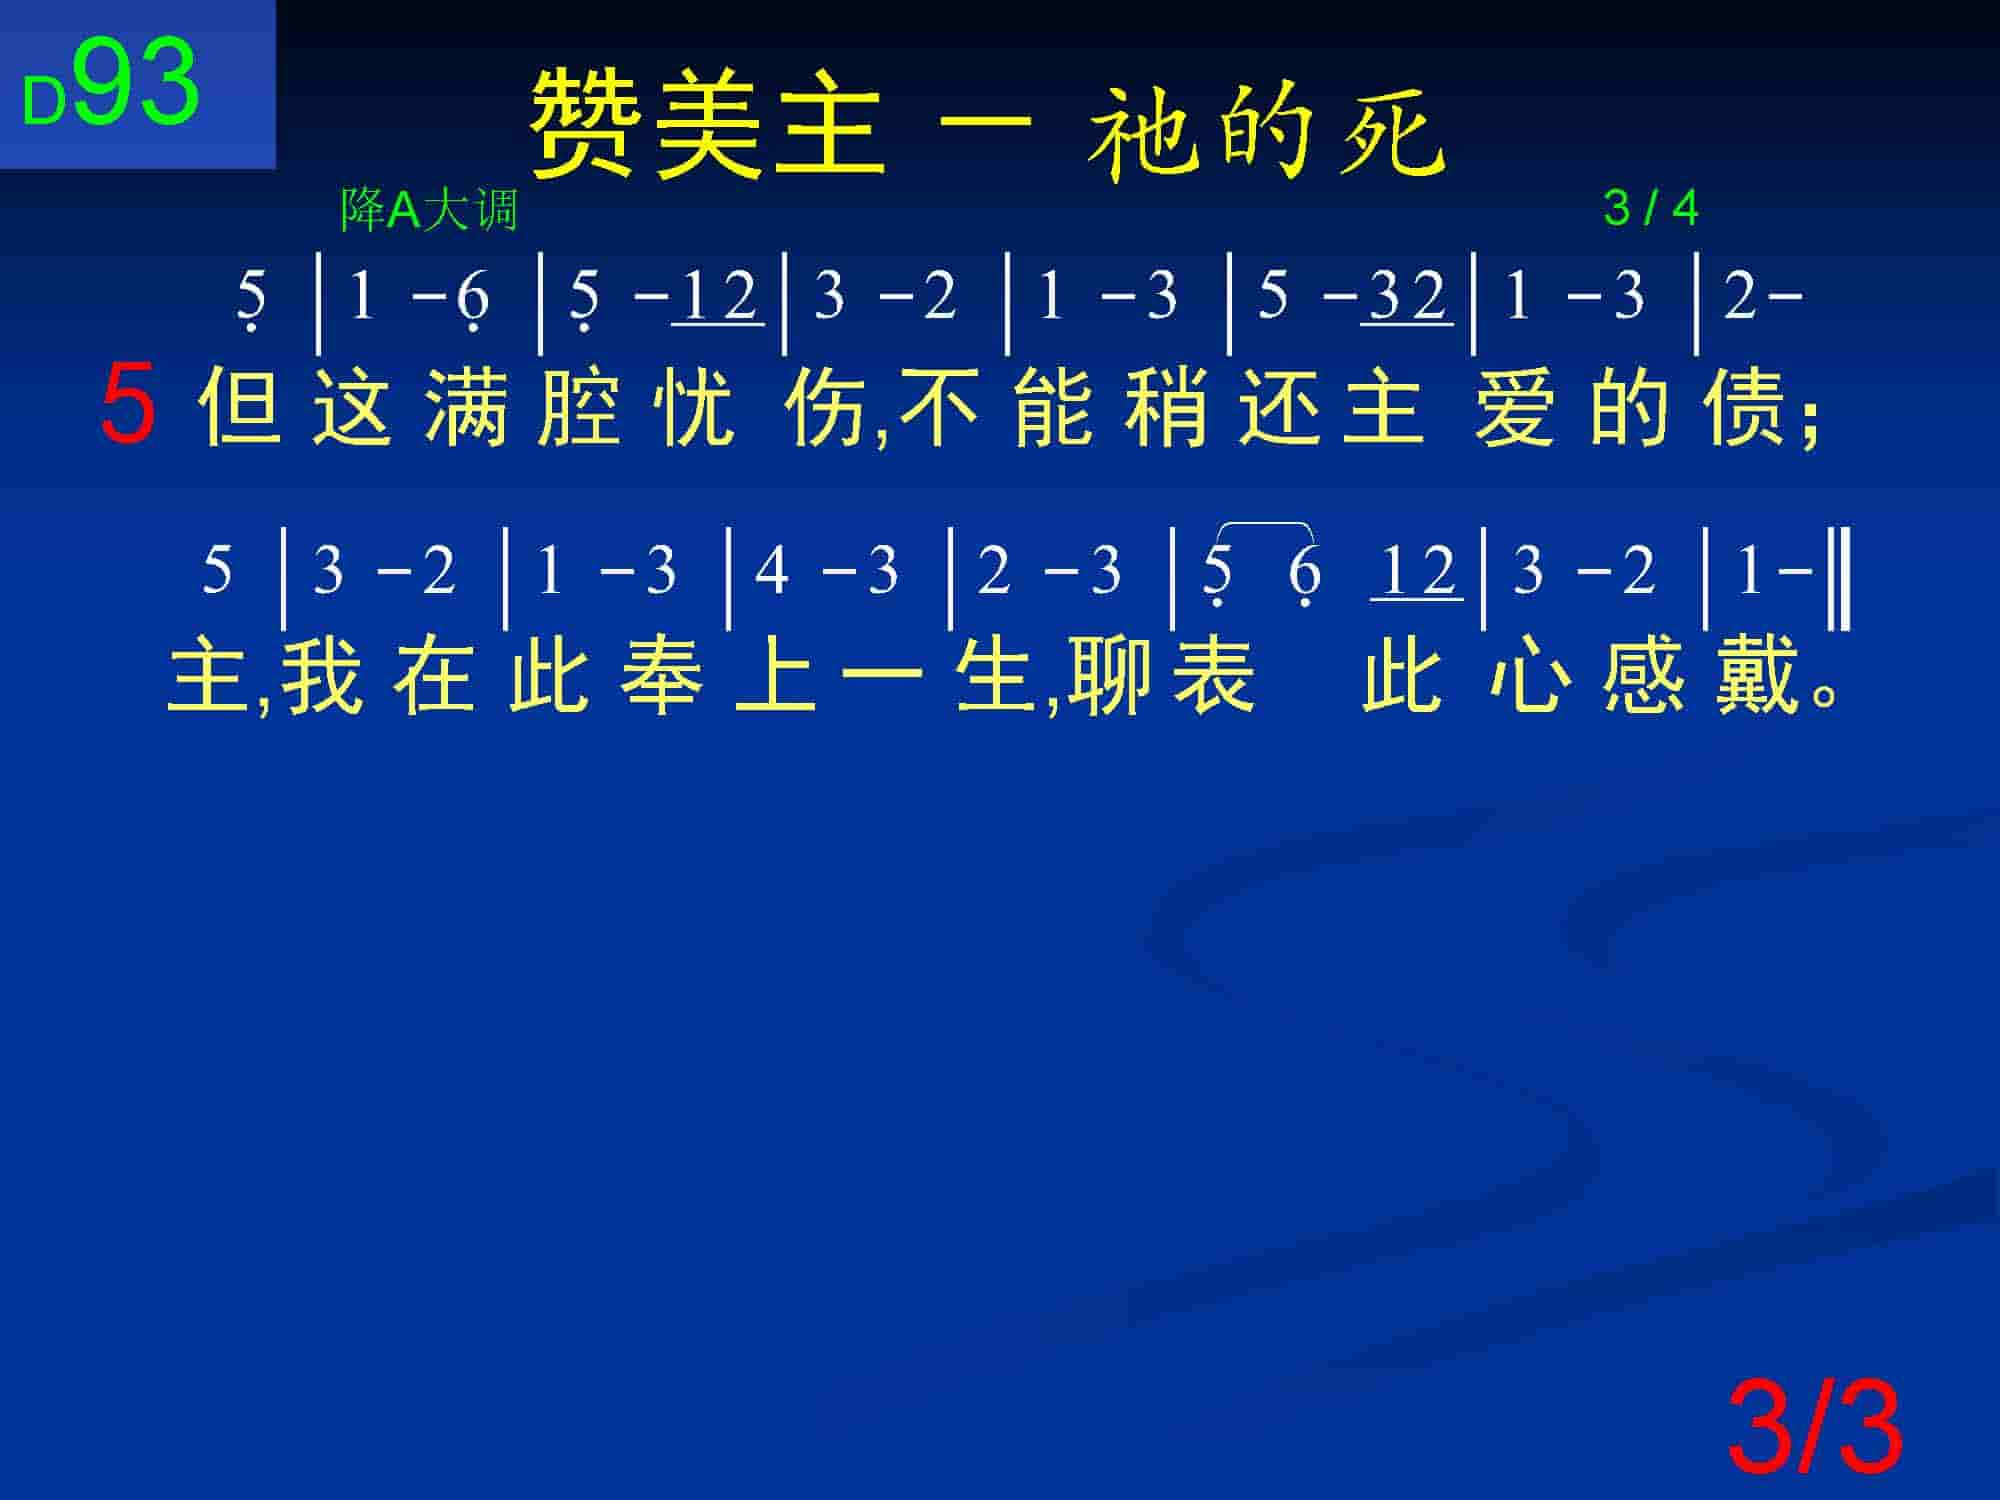 D93
赞美主 － 祂的死
降A大调 3 / 4
5̣ | 1 －6̣ | 5̣ －1 2 | 3 －2 | 1 －3 | 5 －3 2 | 1 －3 | 2－
5 但这满腔忧 伤,不能稍还主 爱的债;
5 | 3 －2 | 1 －3 | 4 －3 | 2 －3 | 5̣ 6̣ 1 2 | 3 －2 | 1－ ‖
主,我在此奉上一生,聊表 此 心感戴。
3/3